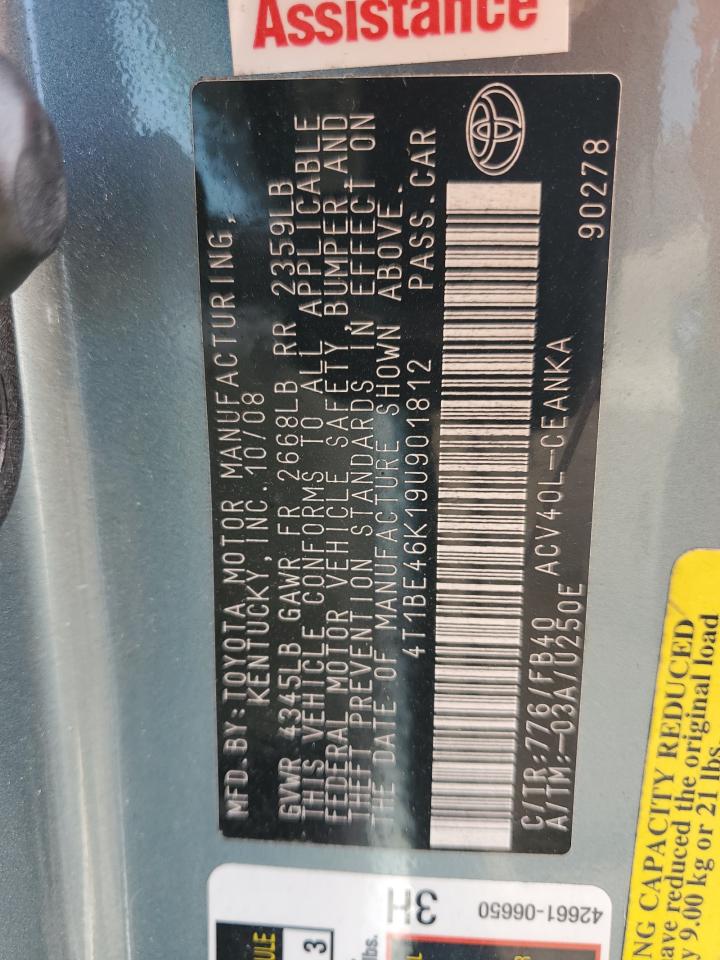 Assistance
MFD.BY:TOYOTA MOTOR MANUFACTURING,
KENTUCKY,INC. 10/08
GVWR 4345LB GAWR FR 2668LB RR 2359LB
THIS VEHICLE CONFORMS TO ALL APPLICABLE
FEDERAL MOTOR VEHICLE SAFETY, BUMPER,AND
THEFT PREVENTION STANDARDS IN EFFECT ON
THE DATE OF MANUFACTURE SHOWN ABOVE.
4T1BE46K19U901812 PASS.CAR
C/TR:776/FB40 ACV40L-CEANKA
A/TM:-03A/U250E 90278
3H
42661-06650
3
lbs.
NG CAPACITY REDUCED
ave reduced the original load
y 9.00 kg or 21 lbs.